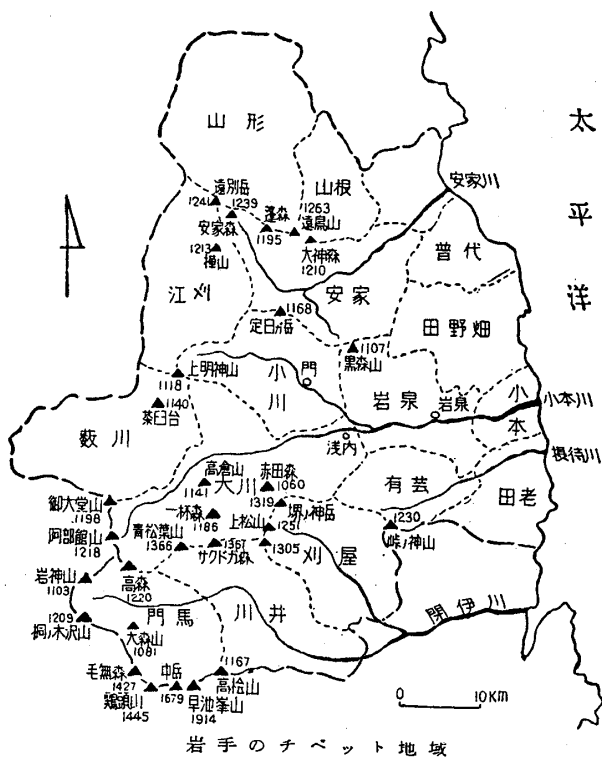 太平洋
山形
山根
遠別岳
1241
1239
安家森
蓬森
1195
1263
遠島山
大神森
1210
安家川
普代
1213
樺山
江刈
安家
田野畑
1168
定日ガ岳
1107
黒森山
上明神山
1118
小川
門
岩泉
岩泉
小本
小本川
1140
茶臼台
薮川
浅内
摂待川
高倉山
1141
大川
赤田森
1060
有芸
田老
御大堂山
1198
一杯森
1186
1319
堺ノ神岳
上松山
1251
1230
峠ノ神山
阿部館山
1218
青松葉山
1366
1367
サクドガ森
1305
刈屋
岩神山
1103
高森
1220
閉伊川
門馬
川井
1209
桐ノ木沢山
大森山
1081
毛無森
1427
中岳
1679
1167
高桧山
鶏頭山
1445
早池峯山
1914
0 10KM
岩手のチベット地域